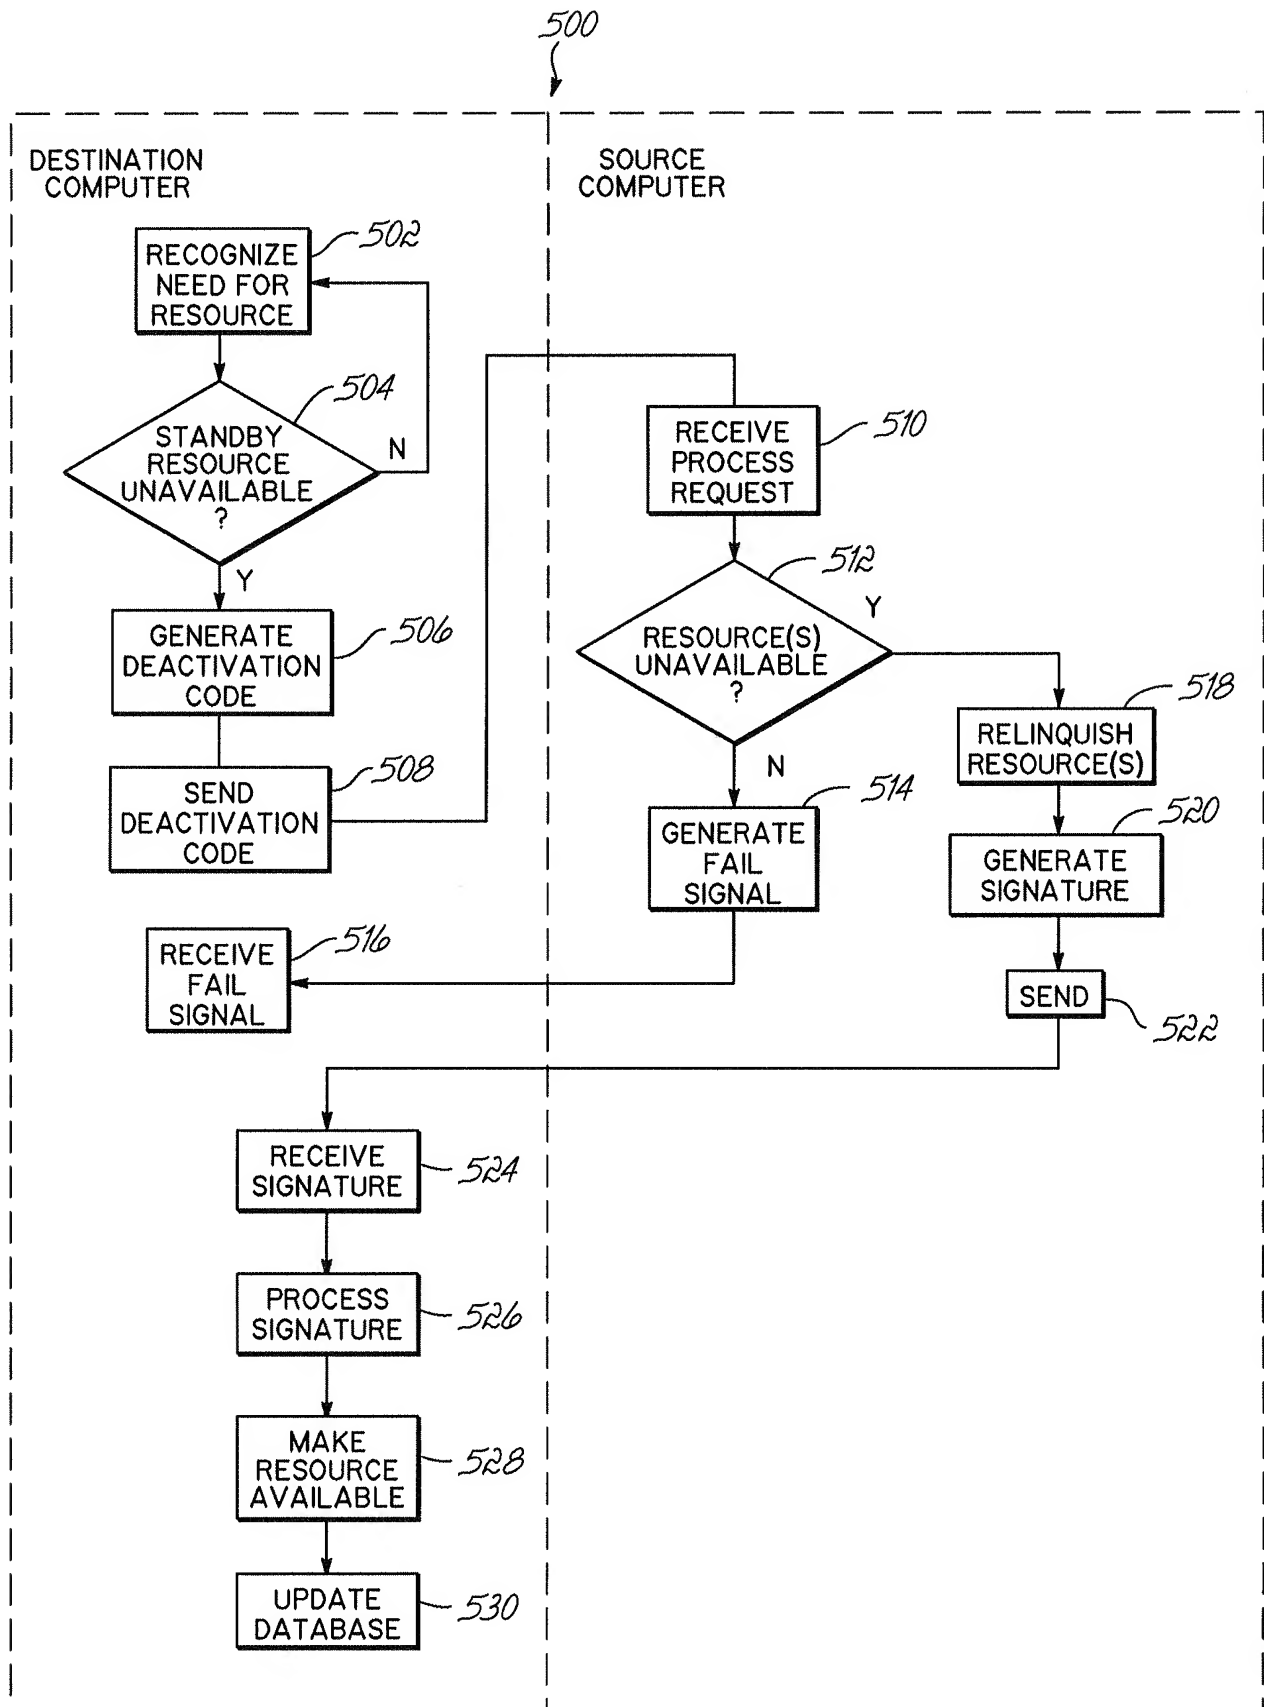 500
DESTINATION
COMPUTER
SOURCE
COMPUTER
502
RECOGNIZE
NEED FOR
RESOURCE
504
STANDBY
RESOURCE
UNAVAILABLE
?
N
Y
506
GENERATE
DEACTIVATION
CODE
508
SEND
DEACTIVATION
CODE
510
RECEIVE
PROCESS
REQUEST
512
RESOURCE(S)
UNAVAILABLE
?
Y
N
514
GENERATE
FAIL
SIGNAL
516
RECEIVE
FAIL
SIGNAL
518
RELINQUISH
RESOURCE(S)
520
GENERATE
SIGNATURE
SEND
522
RECEIVE
SIGNATURE
524
PROCESS
SIGNATURE
526
MAKE
RESOURCE
AVAILABLE
528
UPDATE
DATABASE
530